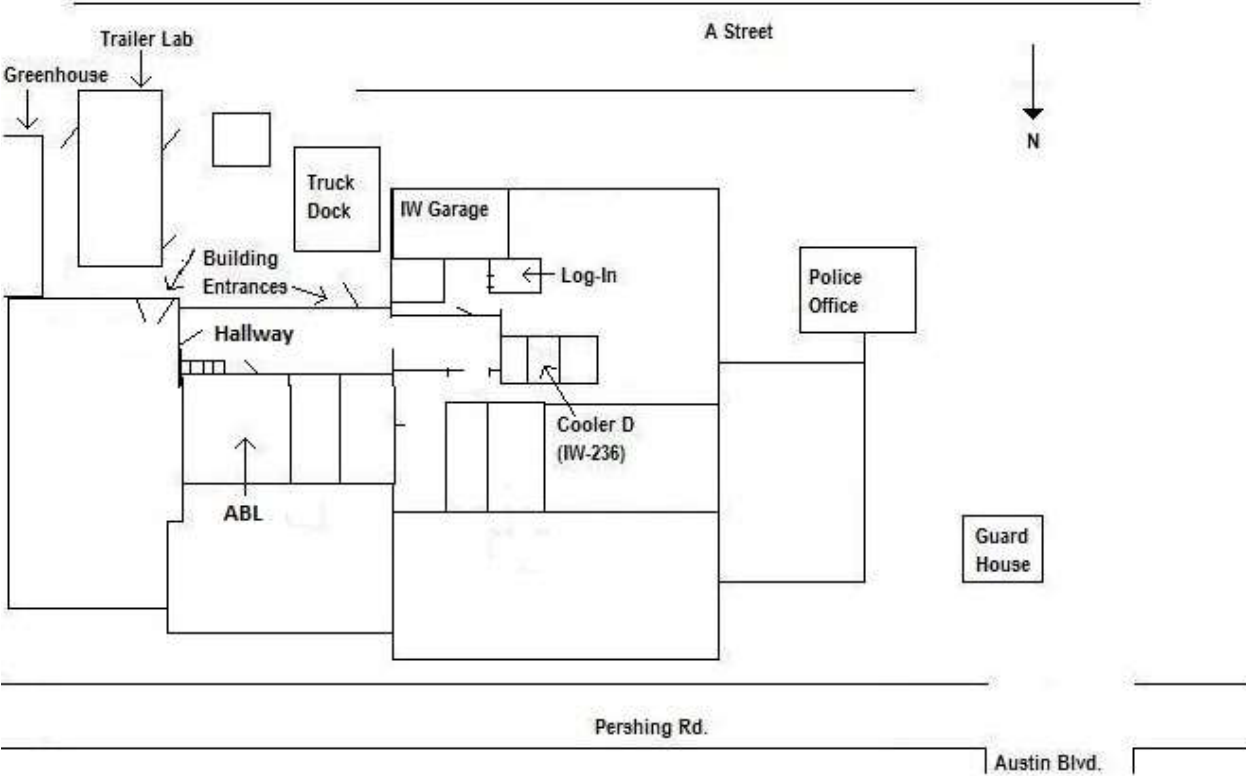 A Street
Trailer Lab
Greenhouse
N
Truck
Dock
IW Garage
Building
Entrances
Log-In
Police
Office
Hallway
Cooler D
(IW-236)
ABL
Guard
House
Pershing Rd.
Austin Blvd.